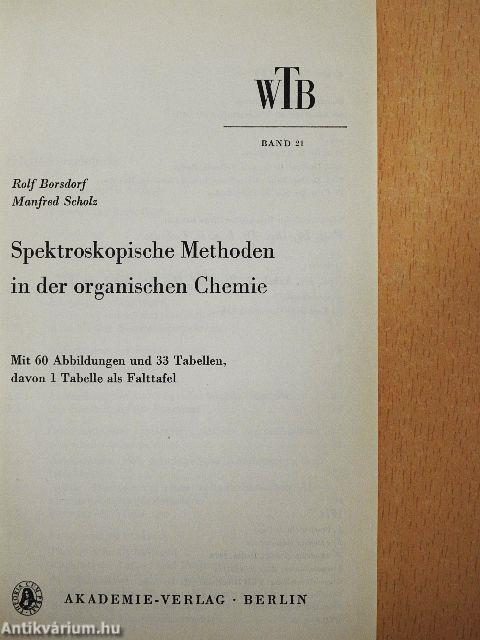 WTB
BAND 21
Rolf Borsdorf
Manfred Scholz
Spektroskopische Methoden
in der organischen Chemie
Mit 60 Abbildungen und 33 Tabellen,
davon 1 Tabelle als Falttafel
AKADEMIE-VERLAG · BERLIN
Antikvárium.hu